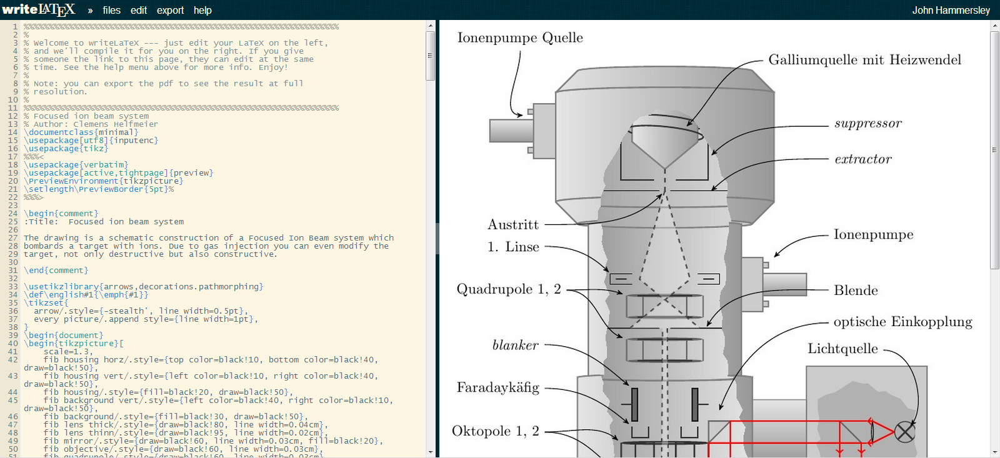 writeLATEX » files edit export help John Hammersley
1 %%%%%%%%%%%%%%%%%%%%%%%%%%%%%%%%%%%%%%%%%%%%%%%%%%%%%%%%%%%%%%%%
2 %
3 % Welcome to writeLaTeX --- just edit your LaTeX on the left,
4 % and we'll compile it for you on the right. If you give
5 % someone the link to this page, they can edit at the same
6 % time. See the help menu above for more info. Enjoy!
7 %
8 % Note: you can export the pdf to see the result at full
9 % resolution.
10 %
11 %%%%%%%%%%%%%%%%%%%%%%%%%%%%%%%%%%%%%%%%%%%%%%%%%%%%%%%%%%%%%%%%
12 % Focused ion beam system
13 % Author: Clemens Helfmeier
14 \documentclass{minimal}
15 \usepackage[utf8]{inputenc}
16 \usepackage{tikz}
17 %%%<
18 \usepackage{verbatim}
19 \usepackage[active,tightpage]{preview}
20 \PreviewEnvironment{tikzpicture}
21 \setlength\PreviewBorder{5pt}%
22 %%%>
23
24 \begin{comment}
25 :Title:  Focused ion beam system
26
27 The drawing is a schematic construction of a Focused Ion Beam system which
28 bombards a target with ions. Due to gas injection you can even modify the
29 target, not only destructive but also constructive.
30
31 \end{comment}
32
33 \usetikzlibrary{arrows,decorations.pathmorphing}
34 \def\english#1{\emph{#1}}
35 \tikzset{
36   arrow/.style={-stealth', line width=0.5pt},
37   every picture/.append style={line width=1pt},
38 }
39 \begin{document}
40 \begin{tikzpicture}[
41     scale=1.3,
42     fib housing horz/.style={top color=black!10, bottom color=black!40,
draw=black!50},
43     fib housing vert/.style={left color=black!10, right color=black!40,
draw=black!50},
44     fib housing/.style={fill=black!20, draw=black!50},
45     fib background vert/.style={left color=black!40, right color=black!10,
draw=black!50},
46     fib background/.style={fill=black!30, draw=black!50},
47     fib lens thick/.style={draw=black!80, line width=0.04cm},
48     fib lens thinn/.style={draw=black!95, line width=0.02cm},
49     fib mirror/.style={draw=black!60, line width=0.03cm, fill=black!20},
50     fib objective/.style={draw=black!60, line width=0.03cm},
51     fib quadrupole/.style={draw=black!60, line width=0.03cm},
Ionenpumpe Quelle
Galliumquelle mit Heizwendel
suppressor
extractor
Austritt
1. Linse
Ionenpumpe
Quadrupole 1, 2
Blende
optische Einkopplung
blanker
Lichtquelle
Faradaykäfig
Oktopole 1, 2